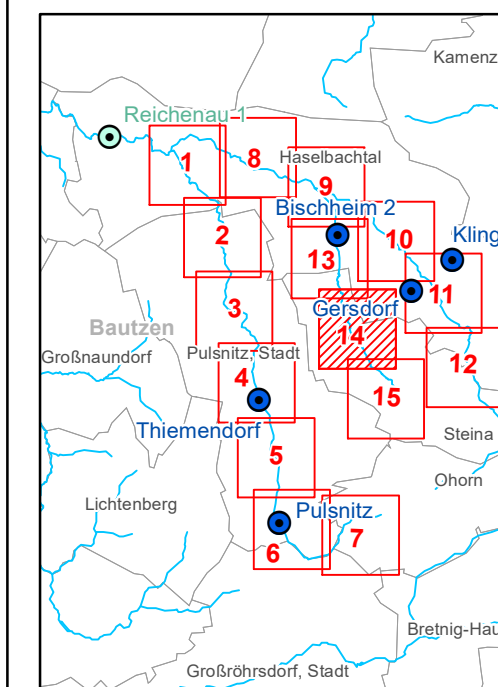 Kamenz
Reichenau 1
1
8
Haselbachtal
9
Bischheim 2
2
13
10
Kling
11
3
Gersdorf
Bautzen
14
Großnaundorf
Pulsnitz, Stadt
12
4
15
Thiemendorf
Steina
5
Ohorn
Lichtenberg
Pulsnitz
6
7
Bretnig-Hau
Großröhrsdorf, Stadt